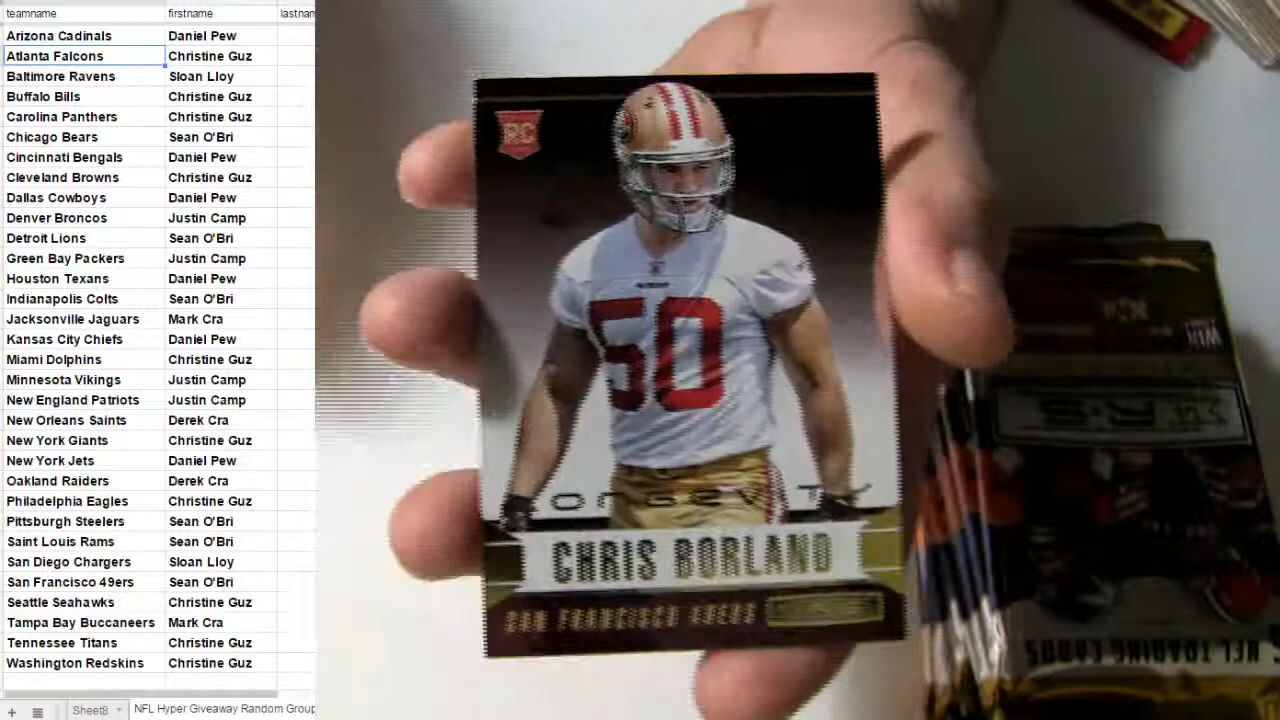 teamname firstname lastnam
Arizona Cadinals Daniel Pew
Atlanta Falcons Christine Guz
Baltimore Ravens Sloan Lloy
Buffalo Bills Christine Guz
Carolina Panthers Christine Guz
Chicago Bears Sean O'Bri
Cincinnati Bengals Daniel Pew
Cleveland Browns Christine Guz
Dallas Cowboys Daniel Pew
Denver Broncos Justin Camp
Detroit Lions Sean O'Bri
Green Bay Packers Justin Camp
Houston Texans Daniel Pew
Indianapolis Colts Sean O'Bri
Jacksonville Jaguars Mark Cra
Kansas City Chiefs Daniel Pew
Miami Dolphins Christine Guz
Minnesota Vikings Justin Camp
New England Patriots Justin Camp
New Orleans Saints Derek Cra
New York Giants Christine Guz
New York Jets Daniel Pew
Oakland Raiders Derek Cra
Philadelphia Eagles Christine Guz
Pittsburgh Steelers Sean O'Bri
Saint Louis Rams Sean O'Bri
San Diego Chargers Sloan Lloy
San Francisco 49ers Sean O'Bri
Seattle Seahawks Christine Guz
Tampa Bay Buccaneers Mark Cra
Tennessee Titans Christine Guz
Washington Redskins Christine Guz
Sheet8 NFL Hyper Giveaway Random Group
RC
50
LONGEVITY
CHRIS BORLAND
SAN FRANCISCO 49ERS
WIN
NFL TRADING CARDS